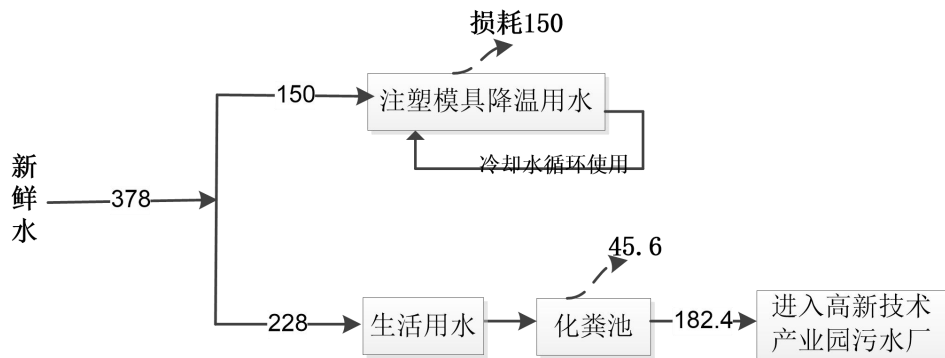 损耗150
150
注塑模具降温用水
冷却水循环使用
新鲜水
378
45.6
228
生活用水
化粪池
182.4
进入高新技术
产业园污水厂